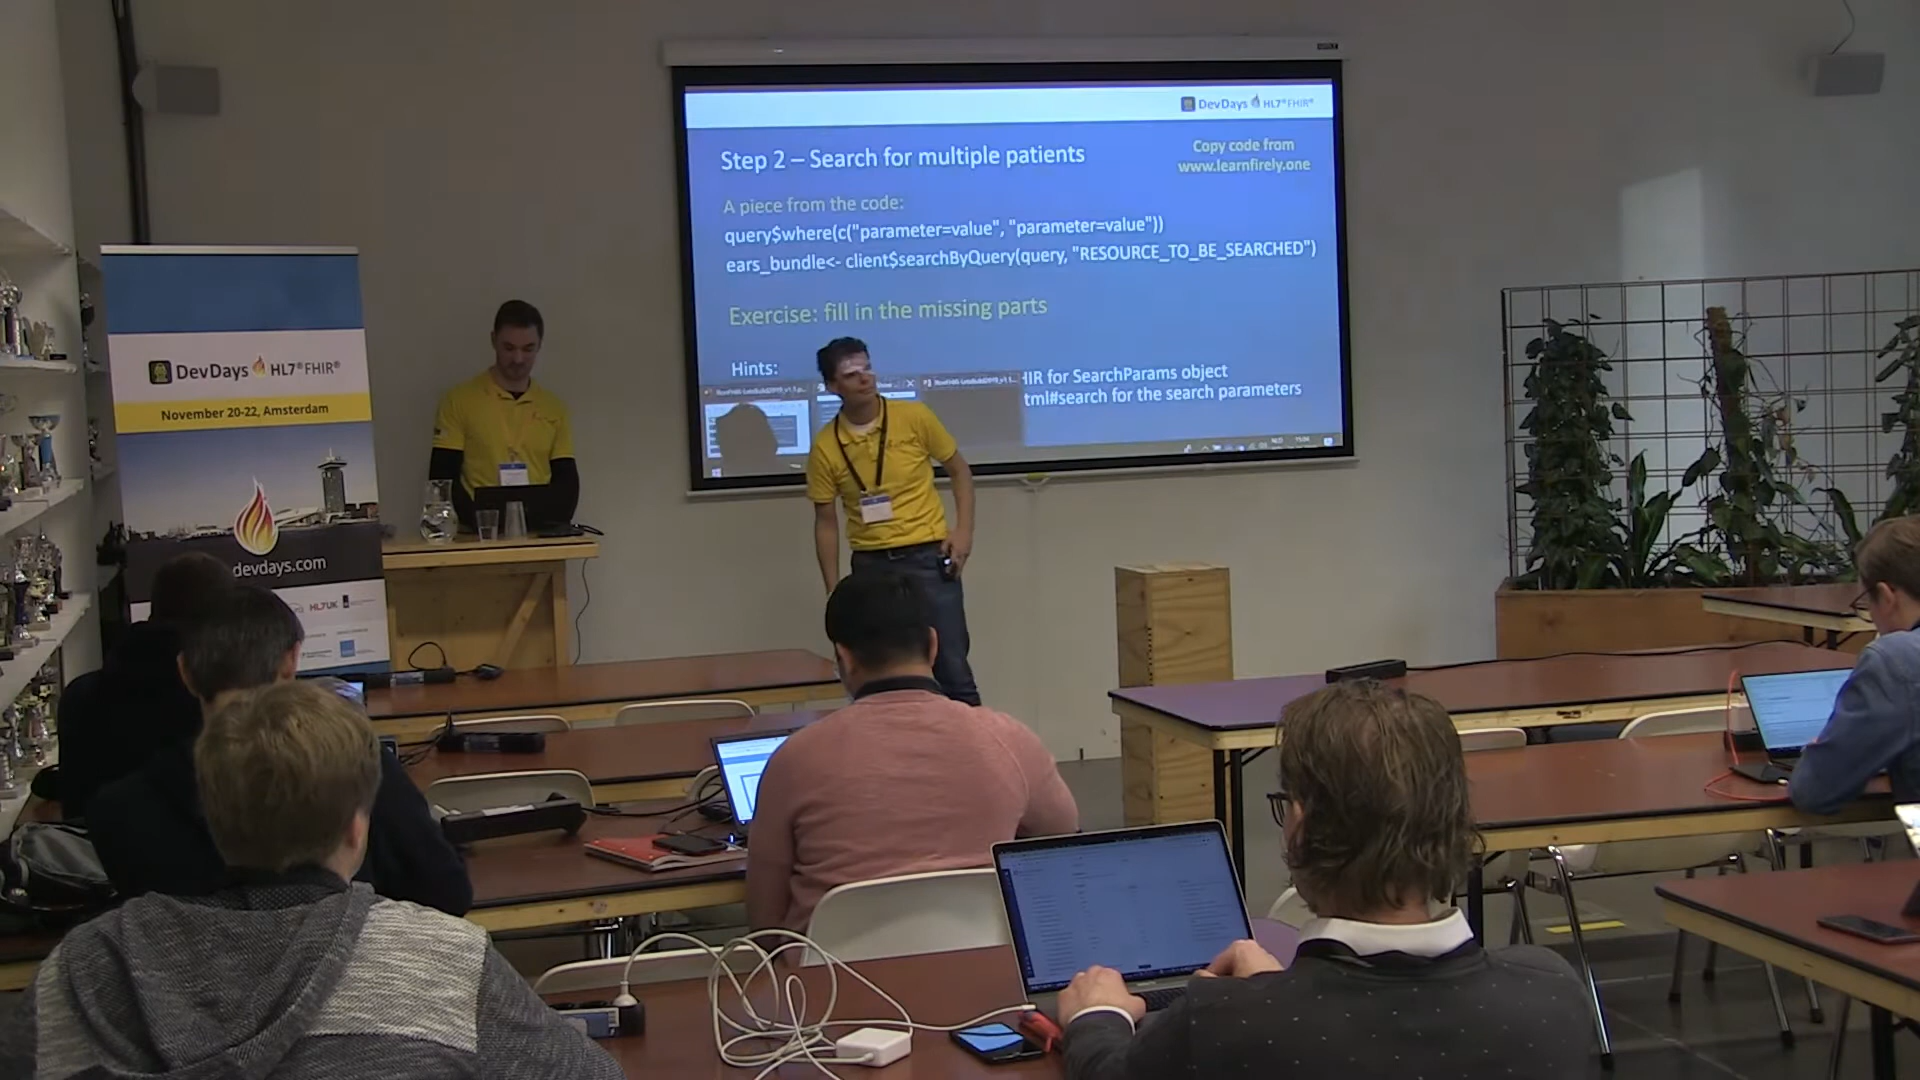 DevDays HL7®FHIR®
Step 2 – Search for multiple patients
Copy code from
www.learnfirely.one
A piece from the code:
query$where(c("parameter=value", "parameter=value"))
ears_bundle<- client$searchByQuery(query, "RESOURCE_TO_BE_SEARCHED")
Exercise: fill in the missing parts
Hints:
HIR for SearchParams object
tml#search for the search parameters
NLD 15:04
DevDays HL7®FHIR®
November 20-22, Amsterdam
devdays.com
HL7UK